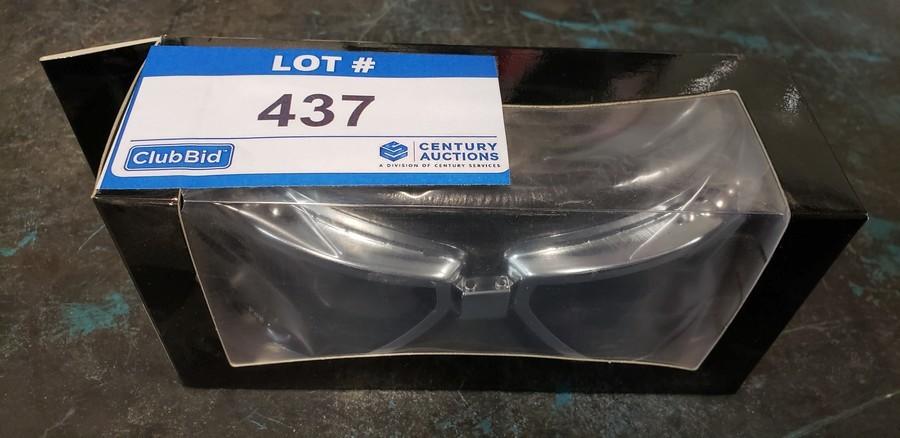 LOT #
437
ClubBid
CENTURY
AUCTIONS
A DIVISION OF CENTURY SERVICES